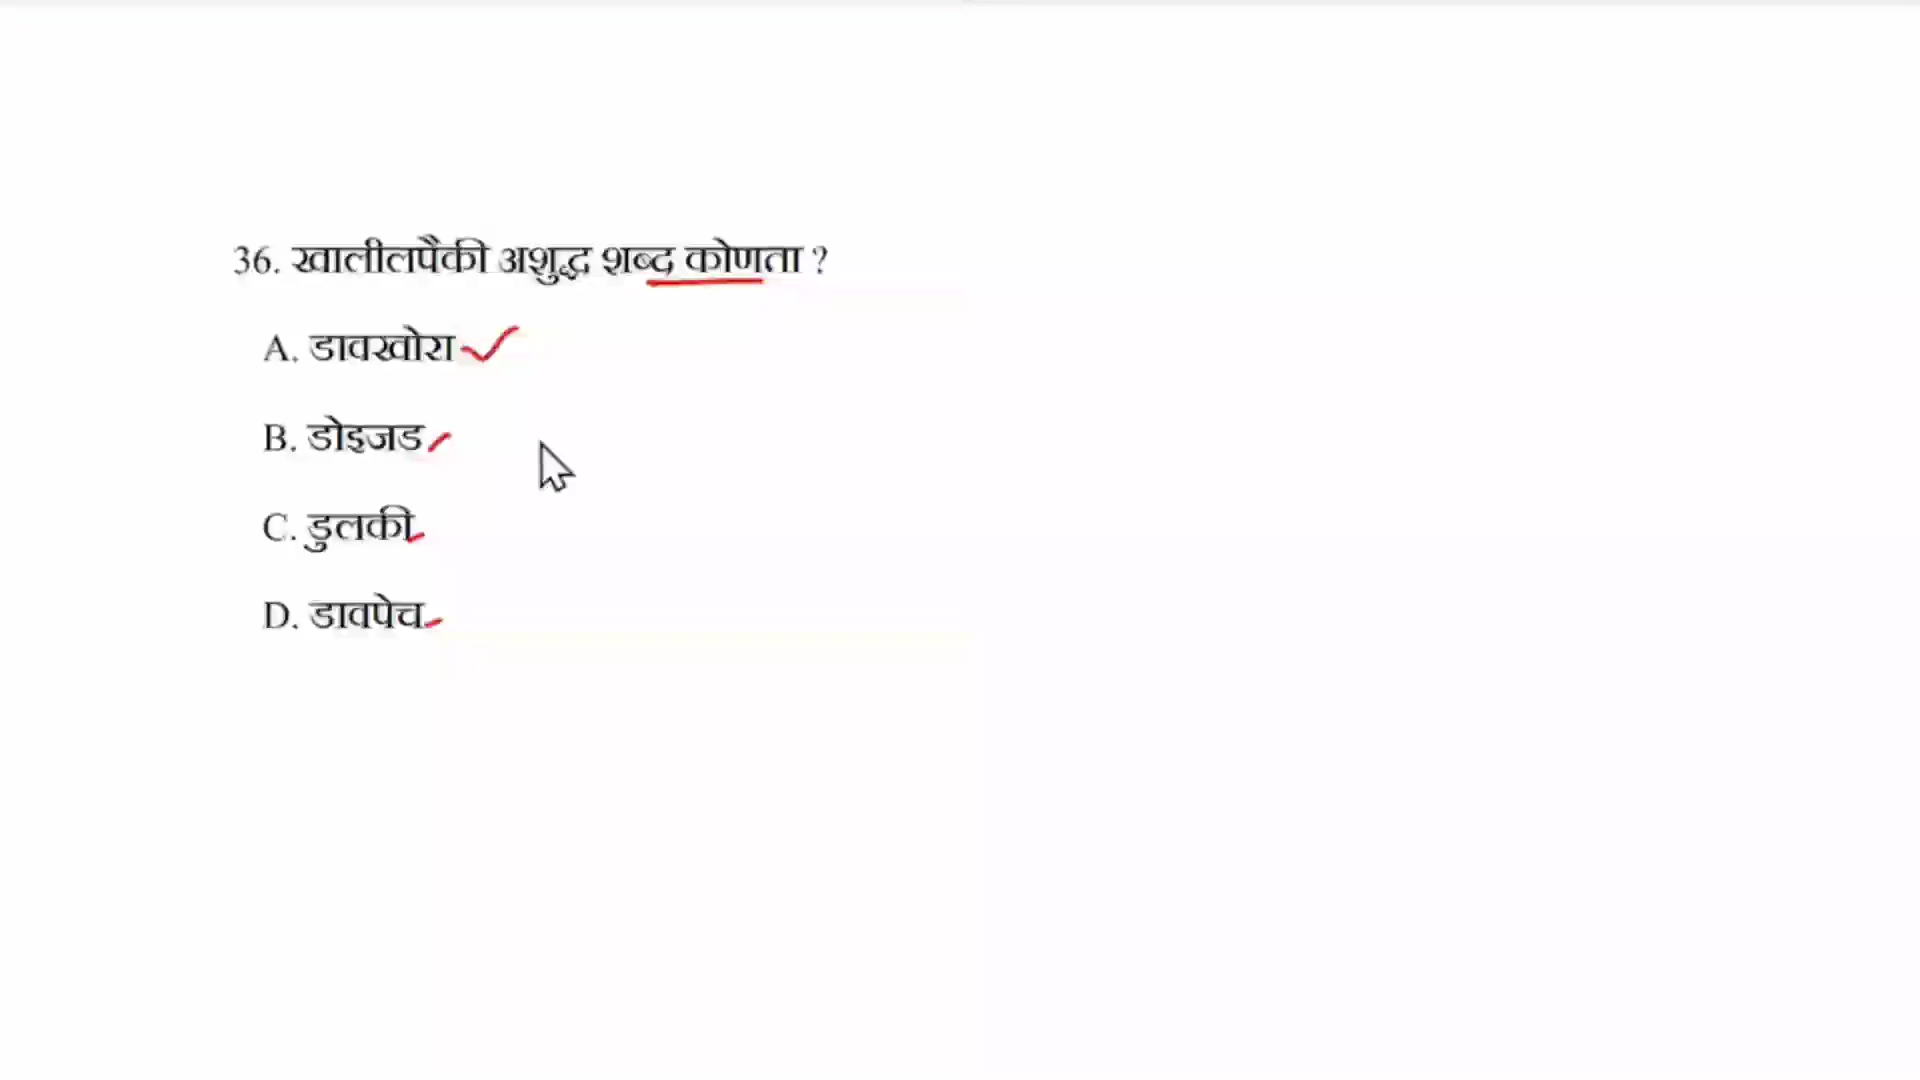 36. खालीलपैकी अशुद्ध शब्द कोणता ?
A. डावखोरा
B. डोइजड
C. डुलकी
D. डावपेच